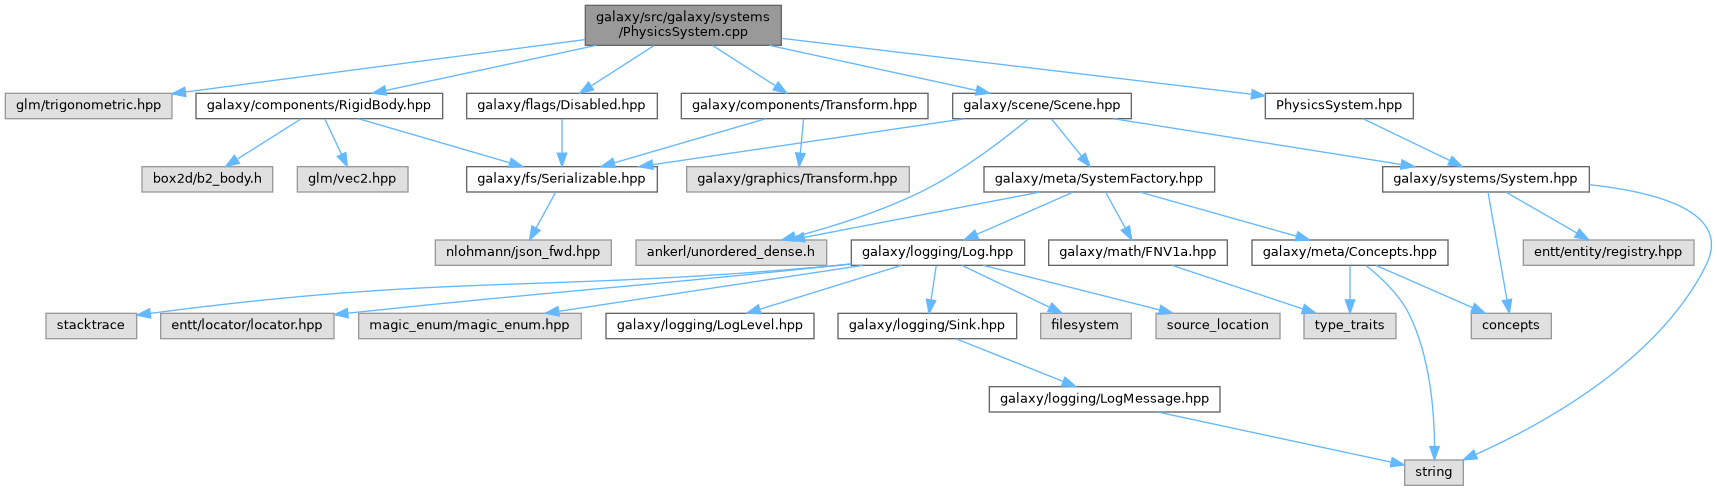 galaxy/src/galaxy/systems
/PhysicsSystem.cpp
glm/trigonometric.hpp
galaxy/components/RigidBody.hpp
galaxy/flags/Disabled.hpp
galaxy/components/Transform.hpp
galaxy/scene/Scene.hpp
PhysicsSystem.hpp
box2d/b2_body.h
glm/vec2.hpp
galaxy/fs/Serializable.hpp
galaxy/graphics/Transform.hpp
galaxy/meta/SystemFactory.hpp
galaxy/systems/System.hpp
nlohmann/json_fwd.hpp
ankerl/unordered_dense.h
galaxy/logging/Log.hpp
galaxy/math/FNV1a.hpp
galaxy/meta/Concepts.hpp
entt/entity/registry.hpp
stacktrace
entt/locator/locator.hpp
magic_enum/magic_enum.hpp
galaxy/logging/LogLevel.hpp
galaxy/logging/Sink.hpp
filesystem
source_location
type_traits
concepts
galaxy/logging/LogMessage.hpp
string